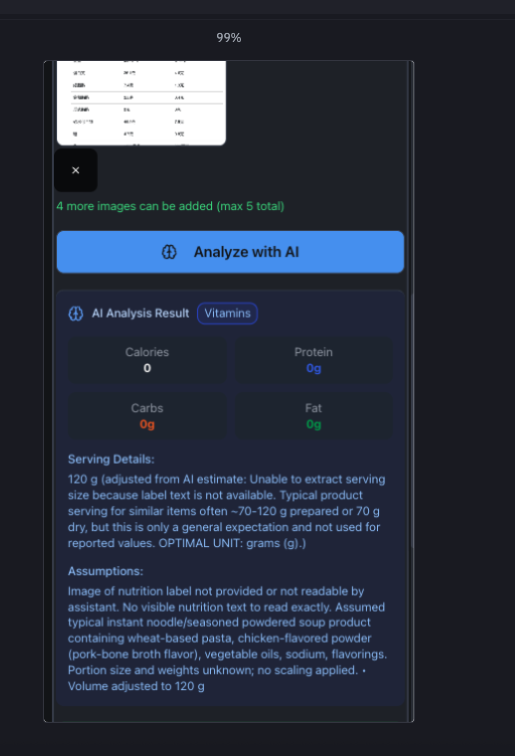 99%
×
4 more images can be added (max 5 total)
Analyze with AI
AI Analysis Result Vitamins
Calories Protein
0 0g
Carbs Fat
0g 0g
Serving Details:
120 g (adjusted from AI estimate: Unable to extract serving
size because label text is not available. Typical product
serving for similar items often ~70-120 g prepared or 70 g
dry, but this is only a general expectation and not used for
reported values. OPTIMAL UNIT: grams (g).)
Assumptions:
Image of nutrition label not provided or not readable by
assistant. No visible nutrition text to read exactly. Assumed
typical instant noodle/seasoned powdered soup product
containing wheat-based pasta, chicken-flavored powder
(pork-bone broth flavor), vegetable oils, sodium, flavorings.
Portion size and weights unknown; no scaling applied. •
Volume adjusted to 120 g